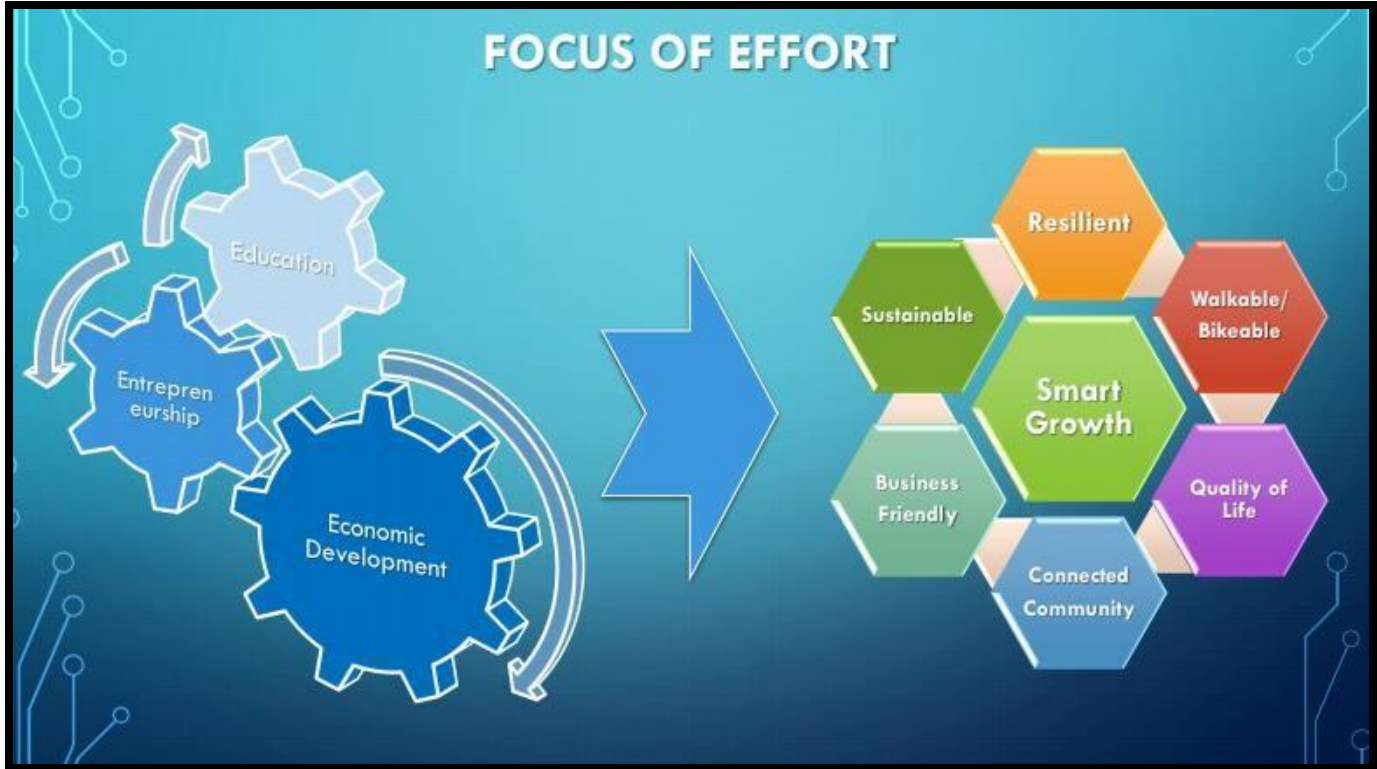 FOCUS OF EFFORT
Education
Entrepren
eurship
Economic
Development
Resilient
Sustainable
Walkable/
Bikeable
Smart
Growth
Business
Friendly
Quality of
Life
Connected
Community